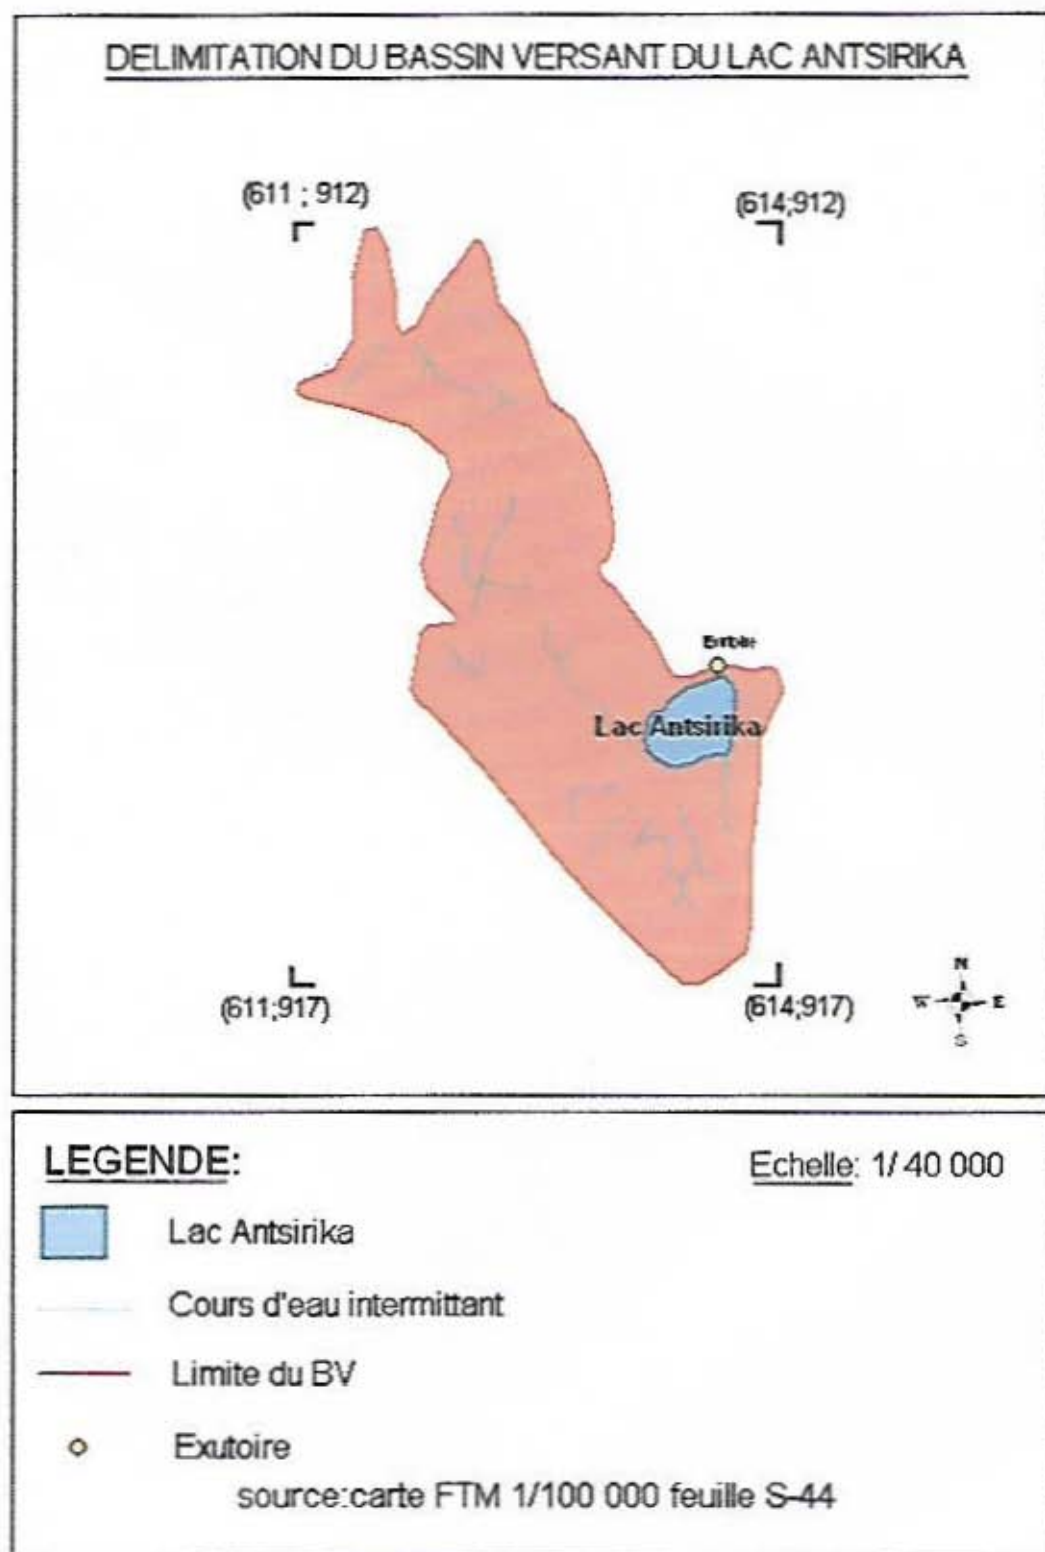 DELIMITATION DU BASSIN VERSANT DU LAC ANTSIRIKA
(611 ; 912)
(614;912)
Lac Antsirika
(611;917)
(614;917)
N
W
E
S
LEGENDE:
Echelle: 1/ 40 000
Lac Antsirika
Cours d'eau intermittant
Limite du BV
Exutoire
source:carte FTM 1/100 000 feuille S-44